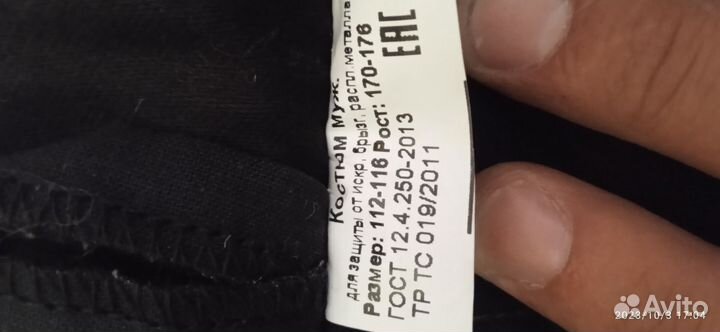 Костюм муж.
для защиты от искр, брызг, распл. металла
Размер: 112-116 Рост: 170-176
ГОСТ 12.4.250-2013
ТР ТС 019/2011
EAC
Avito
2023/10/3 17:04